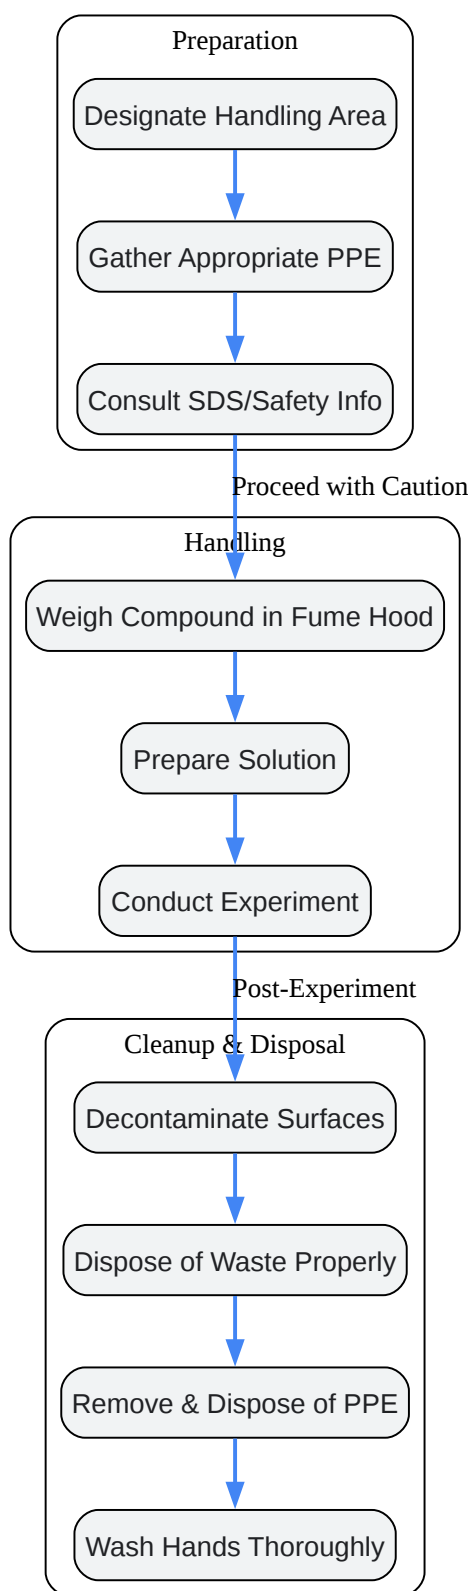 Preparation
Designate Handling Area
Gather Appropriate PPE
Consult SDS/Safety Info
Proceed with Caution
Handling
Weigh Compound in Fume Hood
Prepare Solution
Conduct Experiment
Post-Experiment
Cleanup & Disposal
Decontaminate Surfaces
Dispose of Waste Properly
Remove & Dispose of PPE
Wash Hands Thoroughly